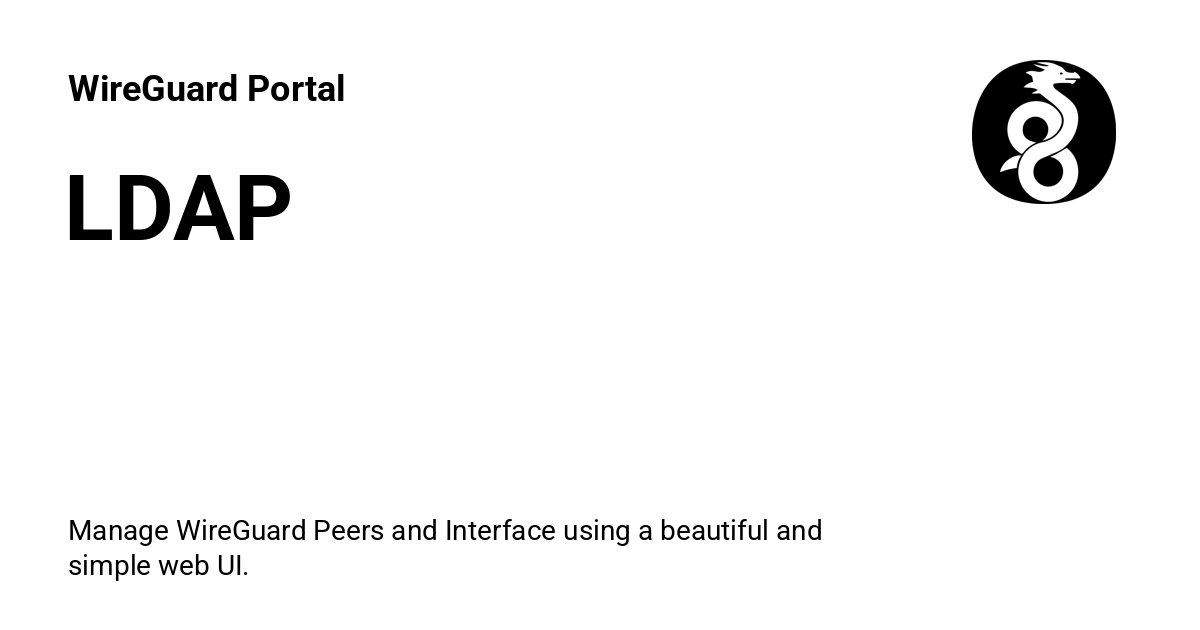 WireGuard Portal
LDAP
Manage WireGuard Peers and Interface using a beautiful and
simple web UI.